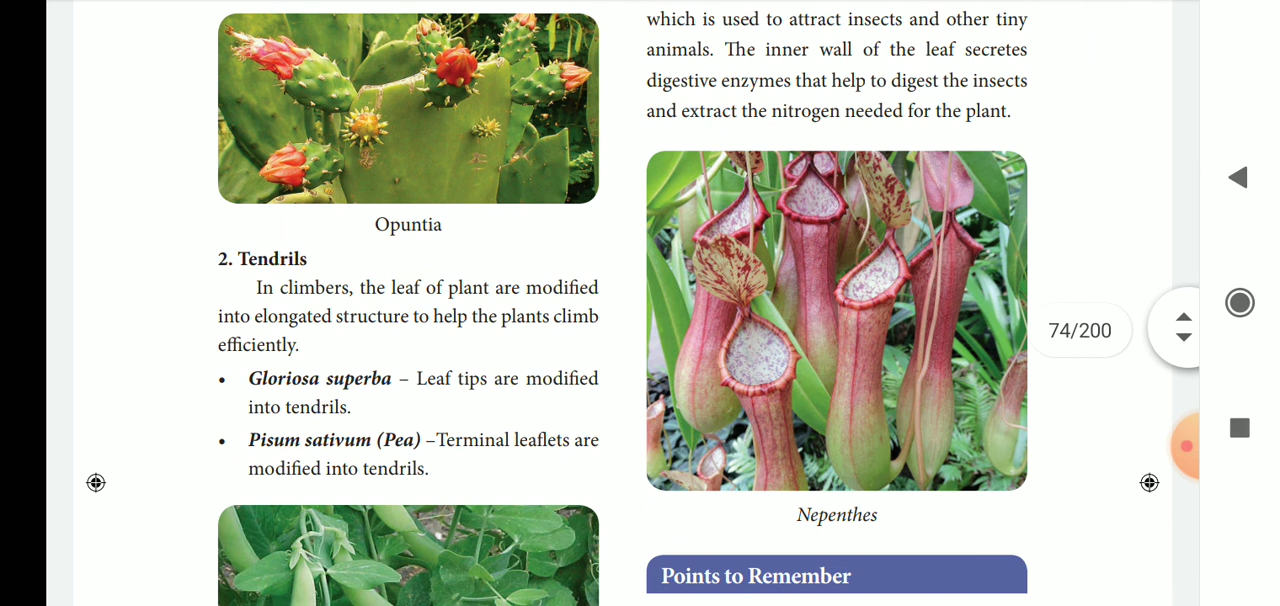 Opuntia
2. Tendrils
In climbers, the leaf of plant are modified
into elongated structure to help the plants climb
efficiently.
• Gloriosa superba – Leaf tips are modified
into tendrils.
• Pisum sativum (Pea) –Terminal leaflets are
modified into tendrils.
which is used to attract insects and other tiny
animals. The inner wall of the leaf secretes
digestive enzymes that help to digest the insects
and extract the nitrogen needed for the plant.
Nepenthes
Points to Remember
74/200